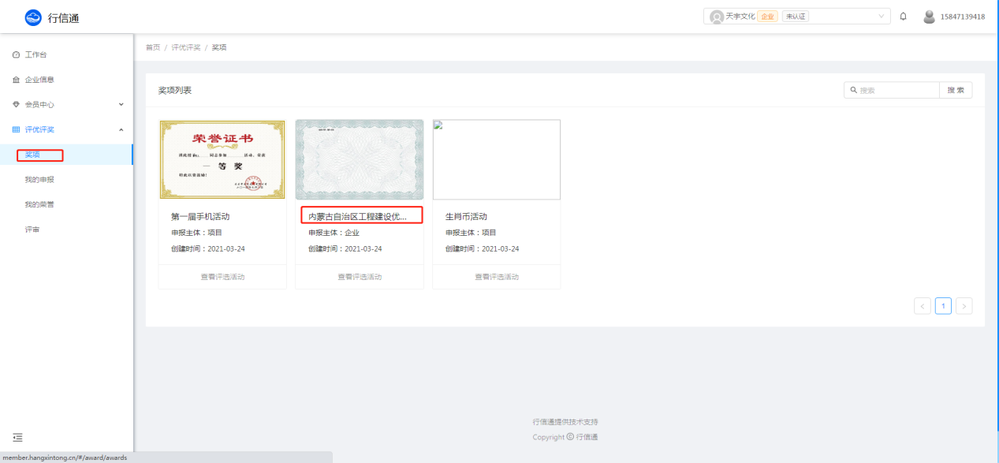 行信通
天宇文化 企业 未认证
15847139418
工作台
企业信息
会员中心
评优评奖
奖项
我的申报
我的荣誉
评审
首页 / 评优评奖 / 奖项
奖项列表
搜索
搜 索
荣誉证书
一 等 奖
特此以资鼓励！
第一届手机活动
申报主体：项目
创建时间：2021-03-24
查看评选活动
内蒙古自治区工程建设优...
申报主体：企业
创建时间：2021-03-24
查看评选活动
生肖币活动
申报主体：项目
创建时间：2021-03-24
查看评选活动
1
行信通提供技术支持
Copyright © 行信通
member.hangxintong.cn/#/award/awards